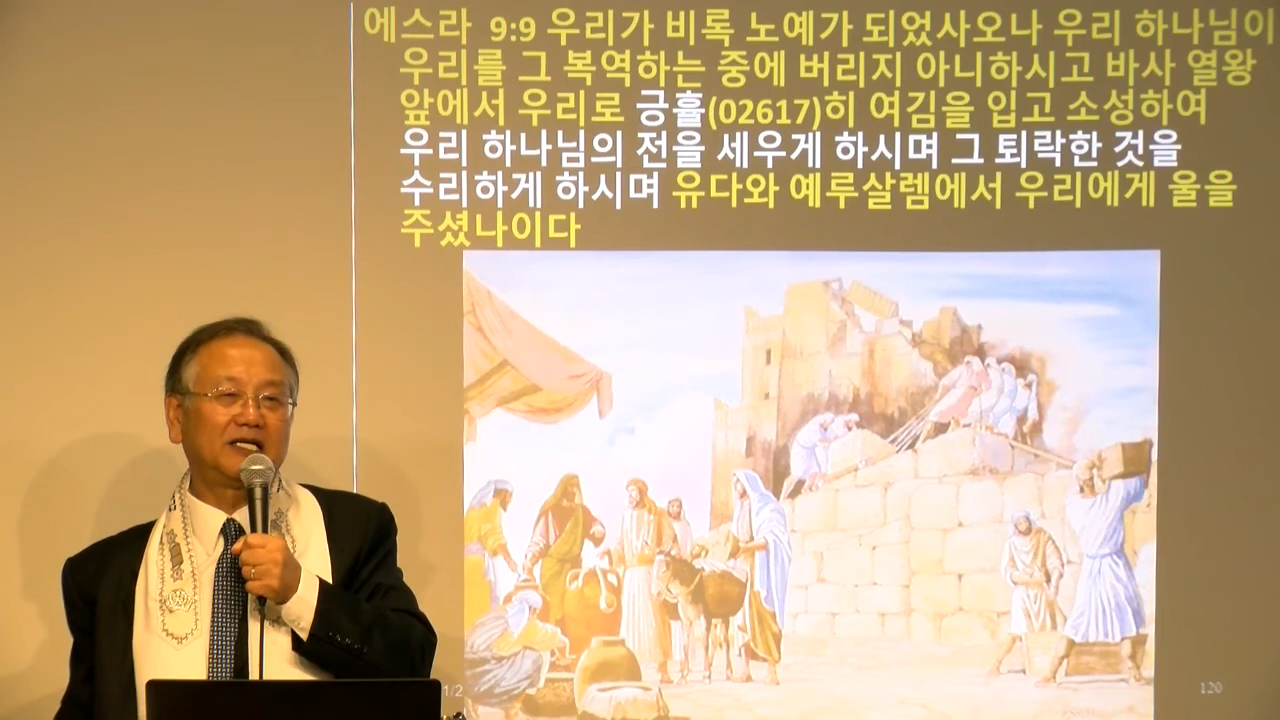 에스라 9:9 우리가 비록 노예가 되었사오나 우리 하나님이
우리를 그 복역하는 중에 버리지 아니하시고 바사 열왕
앞에서 우리로 긍휼(02617)히 여김을 입고 소성하여
우리 하나님의 전을 세우게 하시며 그 퇴락한 것을
수리하게 하시며 유다와 예루살렘에서 우리에게 울을
주셨나이다
1/2
120